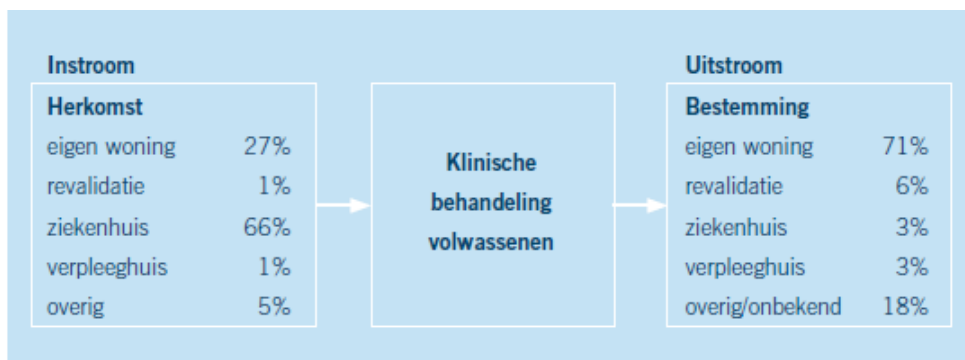 Instroom
Herkomst
eigen woning 27%
revalidatie 1%
ziekenhuis 66%
verpleeghuis 1%
overig 5%
Klinische
behandeling
volwassenen
Uitstroom
Bestemming
eigen woning 71%
revalidatie 6%
ziekenhuis 3%
verpleeghuis 3%
overig/onbekend 18%